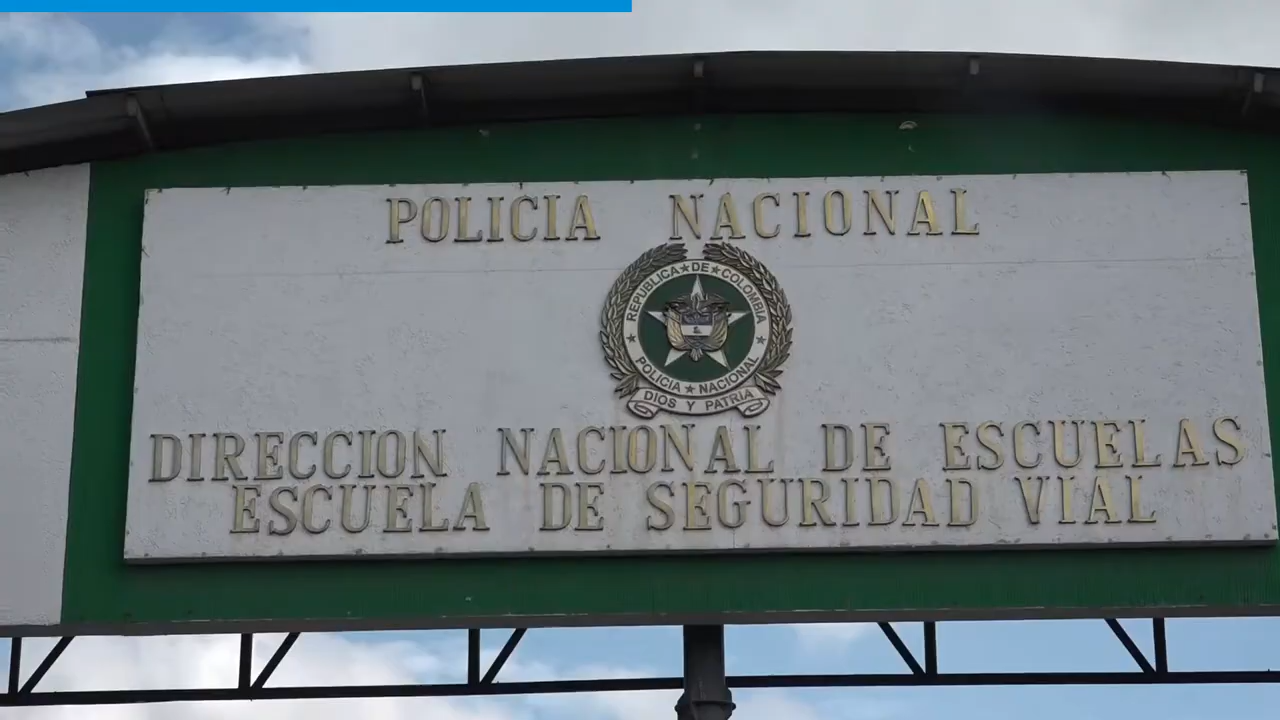 POLICIA NACIONAL
REPUBLICA★DE★COLOMBIA
★ POLICIA ★ NACIONAL ★
DIOS Y PATRIA
DIRECCION NACIONAL DE ESCUELAS
ESCUELA DE SEGURIDAD VIAL